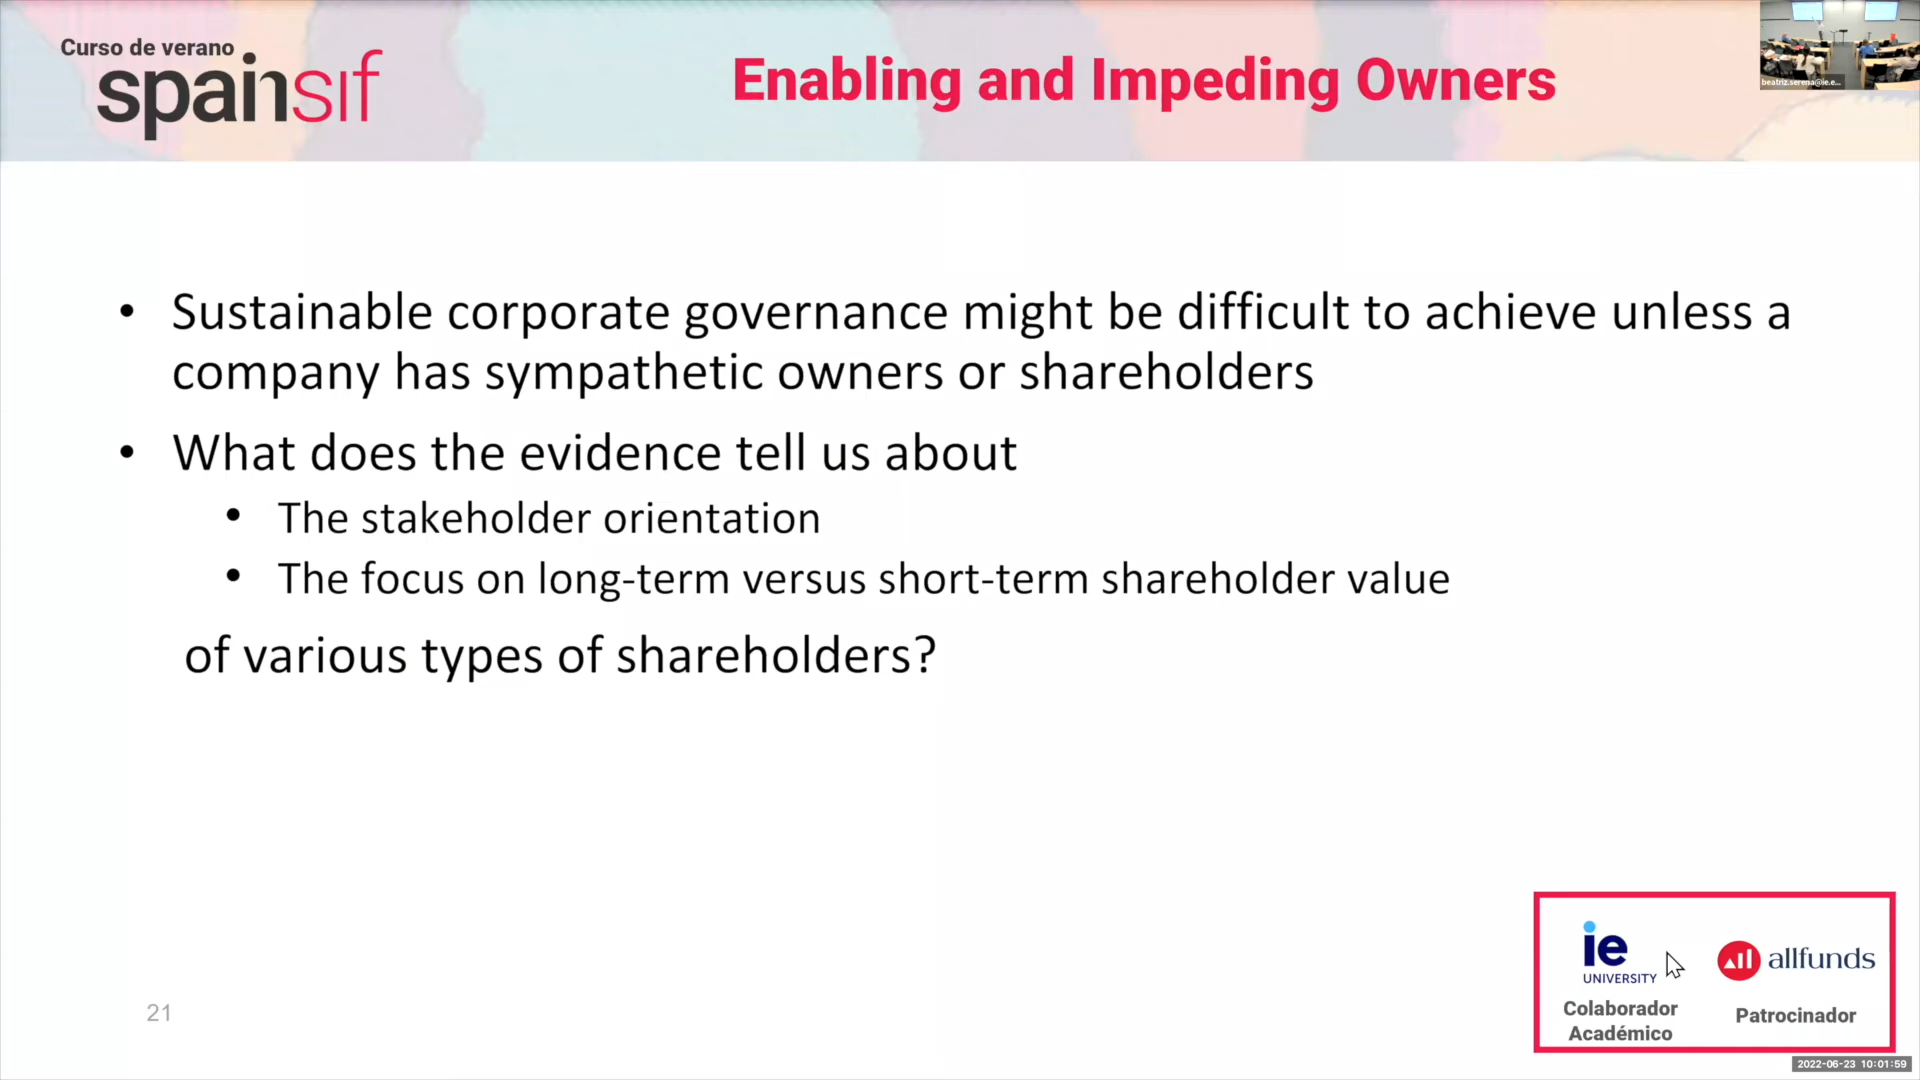 Curso de verano
spainsif
Enabling and Impeding Owners
beatriz.serena@ie.e...
• Sustainable corporate governance might be difficult to achieve unless a
company has sympathetic owners or shareholders
• What does the evidence tell us about
• The stakeholder orientation
• The focus on long-term versus short-term shareholder value
of various types of shareholders?
ie
UNIVERSITY
allfunds
Colaborador
Académico
Patrocinador
21
2022-06-23 10:01:59